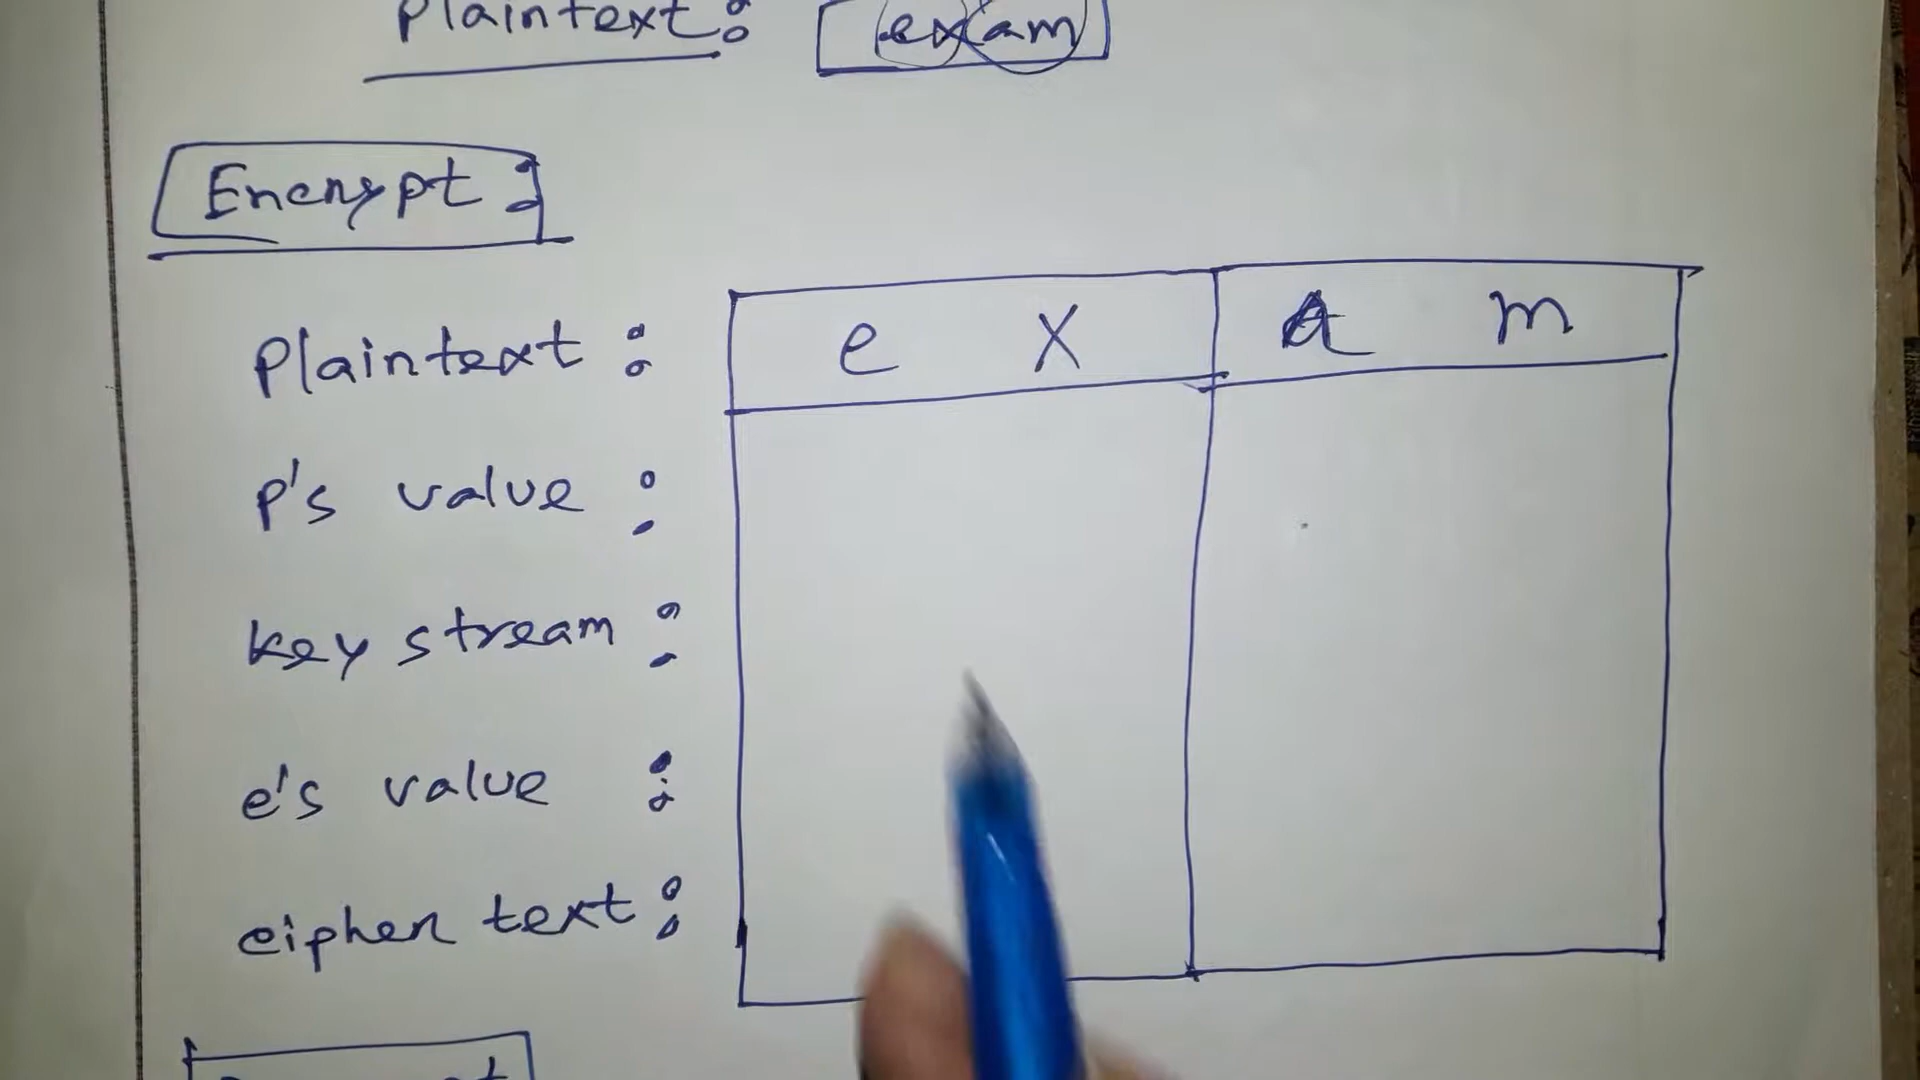 Plaintext: exam
Encrypt:
Plaintext: e x a m
p's value :
key stream :
c's value :
cipher text :